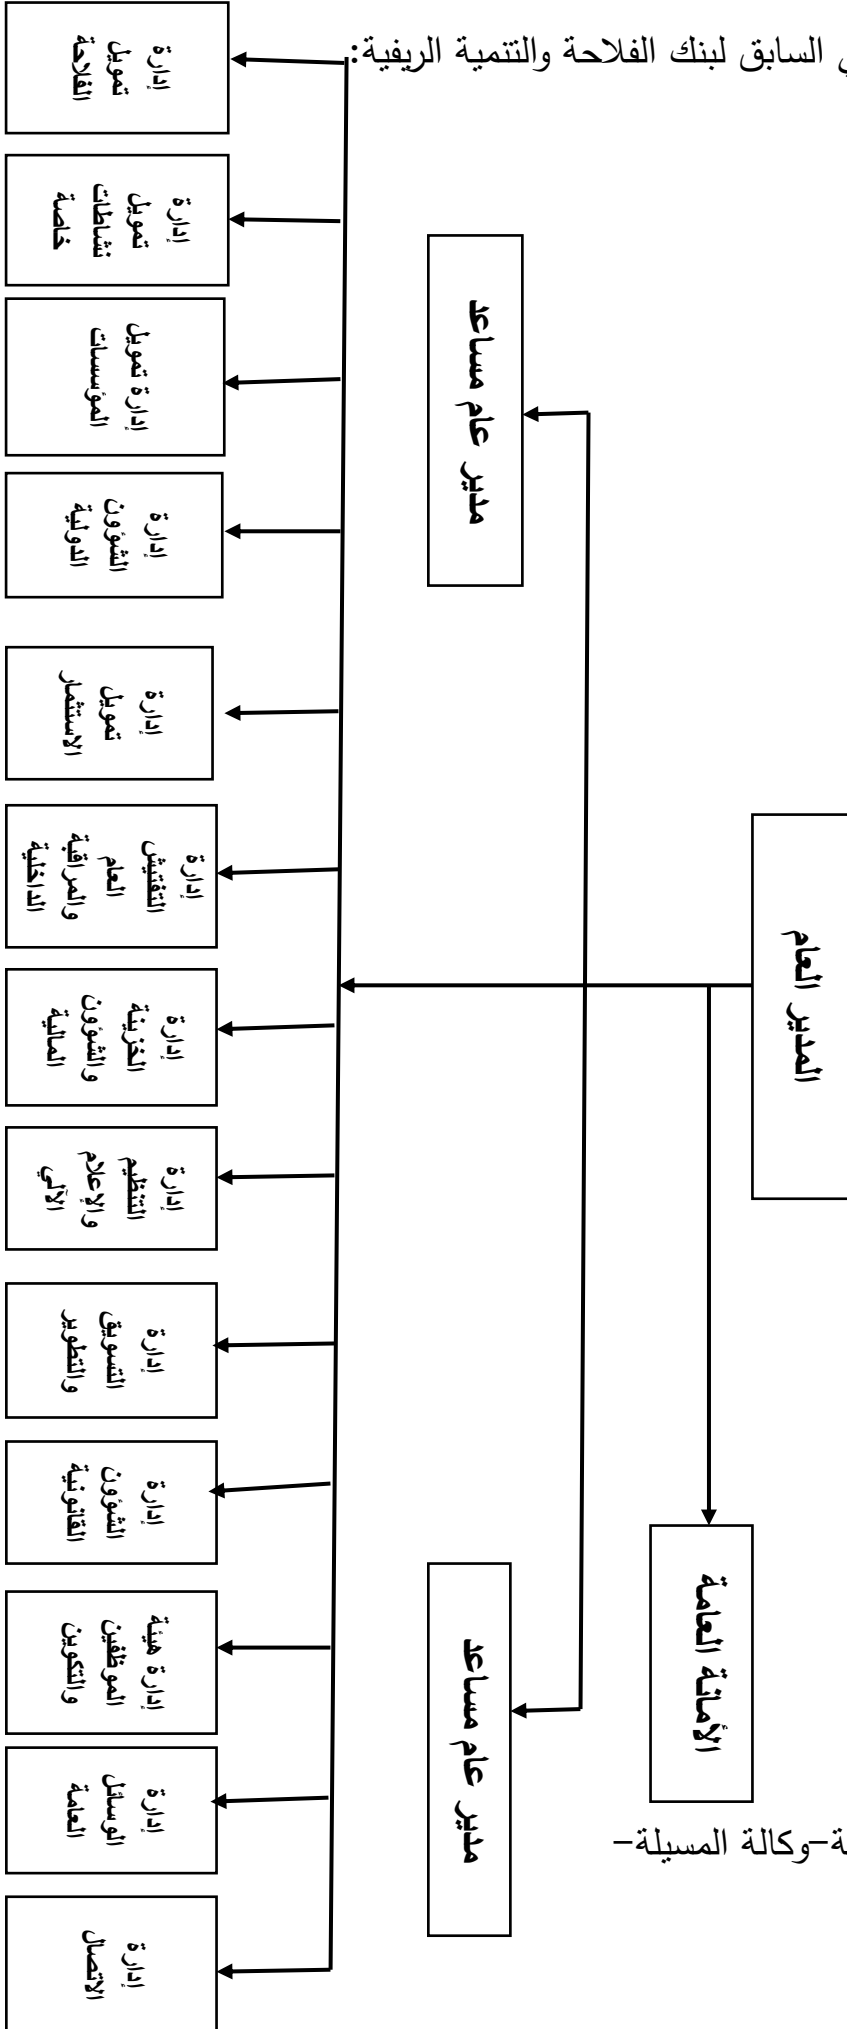 ي السابق لبنك الفلاحة والتنمية الريفية:
المدير العام
الأمانة العامة
مدير عام مساعد
مدير عام مساعد
إدارة
تمويل
الفلاحة
إدارة
تمويل
نشاطات
خاصة
إدارة تمويل
المؤسسات
إدارة
الشؤون
الدولية
إدارة
تمويل
الاستثمار
إدارة
التفتيش
العام
والمراقبة
الداخلية
إدارة
الخزينة
والشؤون
المالية
إدارة
التنظيم
والإعلام
الآلي
إدارة
التسويق
والتطوير
إدارة
الشؤون
القانونية
إدارة هيئة
الموظفين
والتكوين
إدارة
الوسائل
العامة
إدارة
الاتصال
ة-وكالة المسيلة-